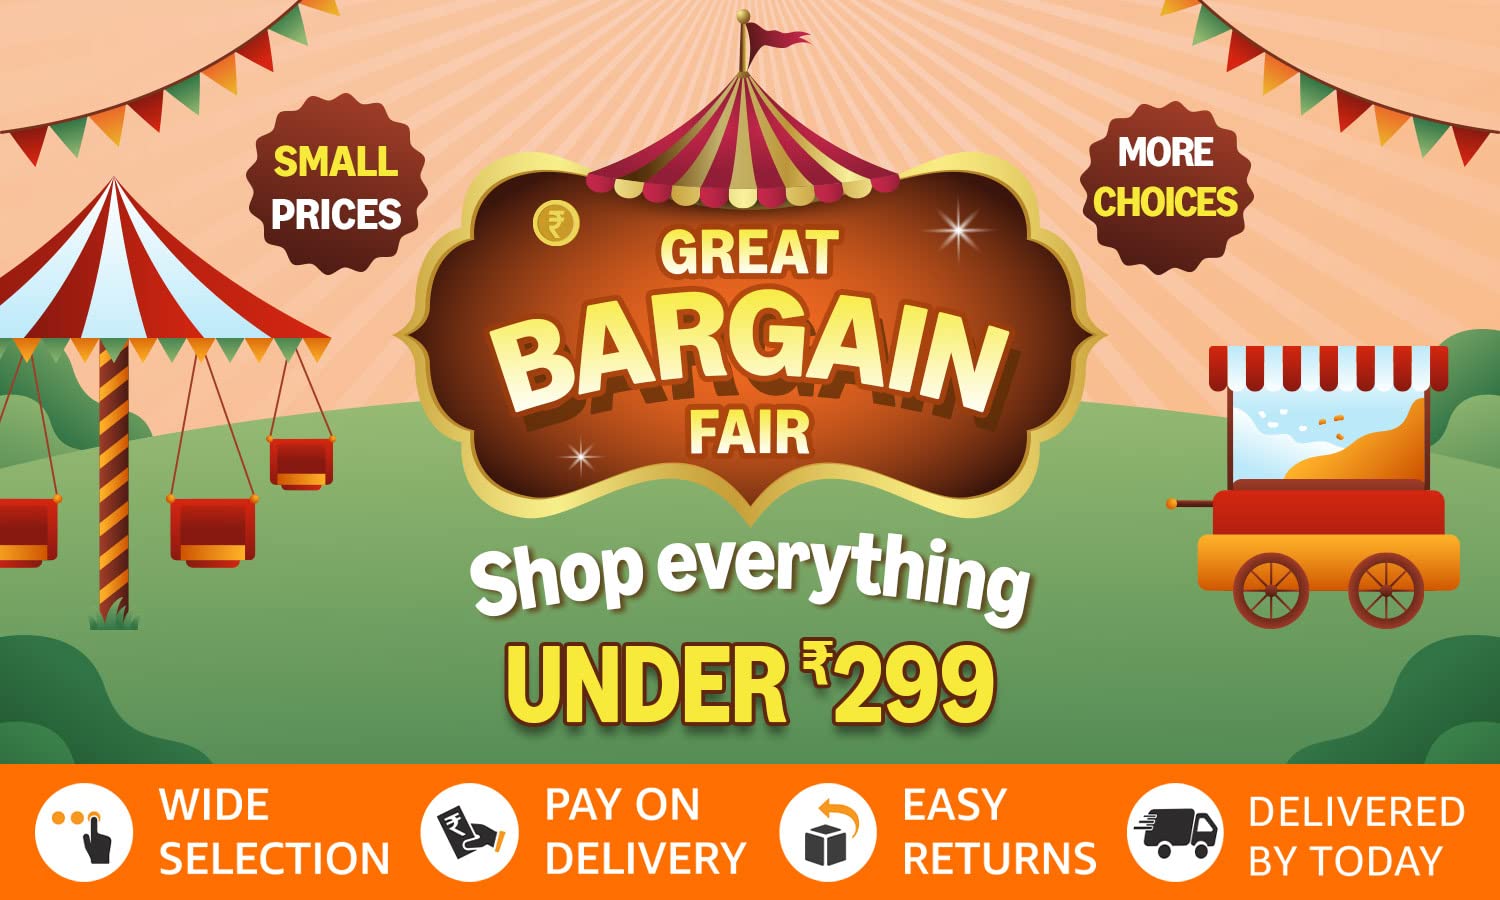 SMALL
PRICES
MORE
CHOICES
₹
GREAT
BARGAIN
FAIR
Shop everything
UNDER ₹299
WIDE
SELECTION
₹
PAY ON
DELIVERY
EASY
RETURNS
DELIVERED
BY TODAY